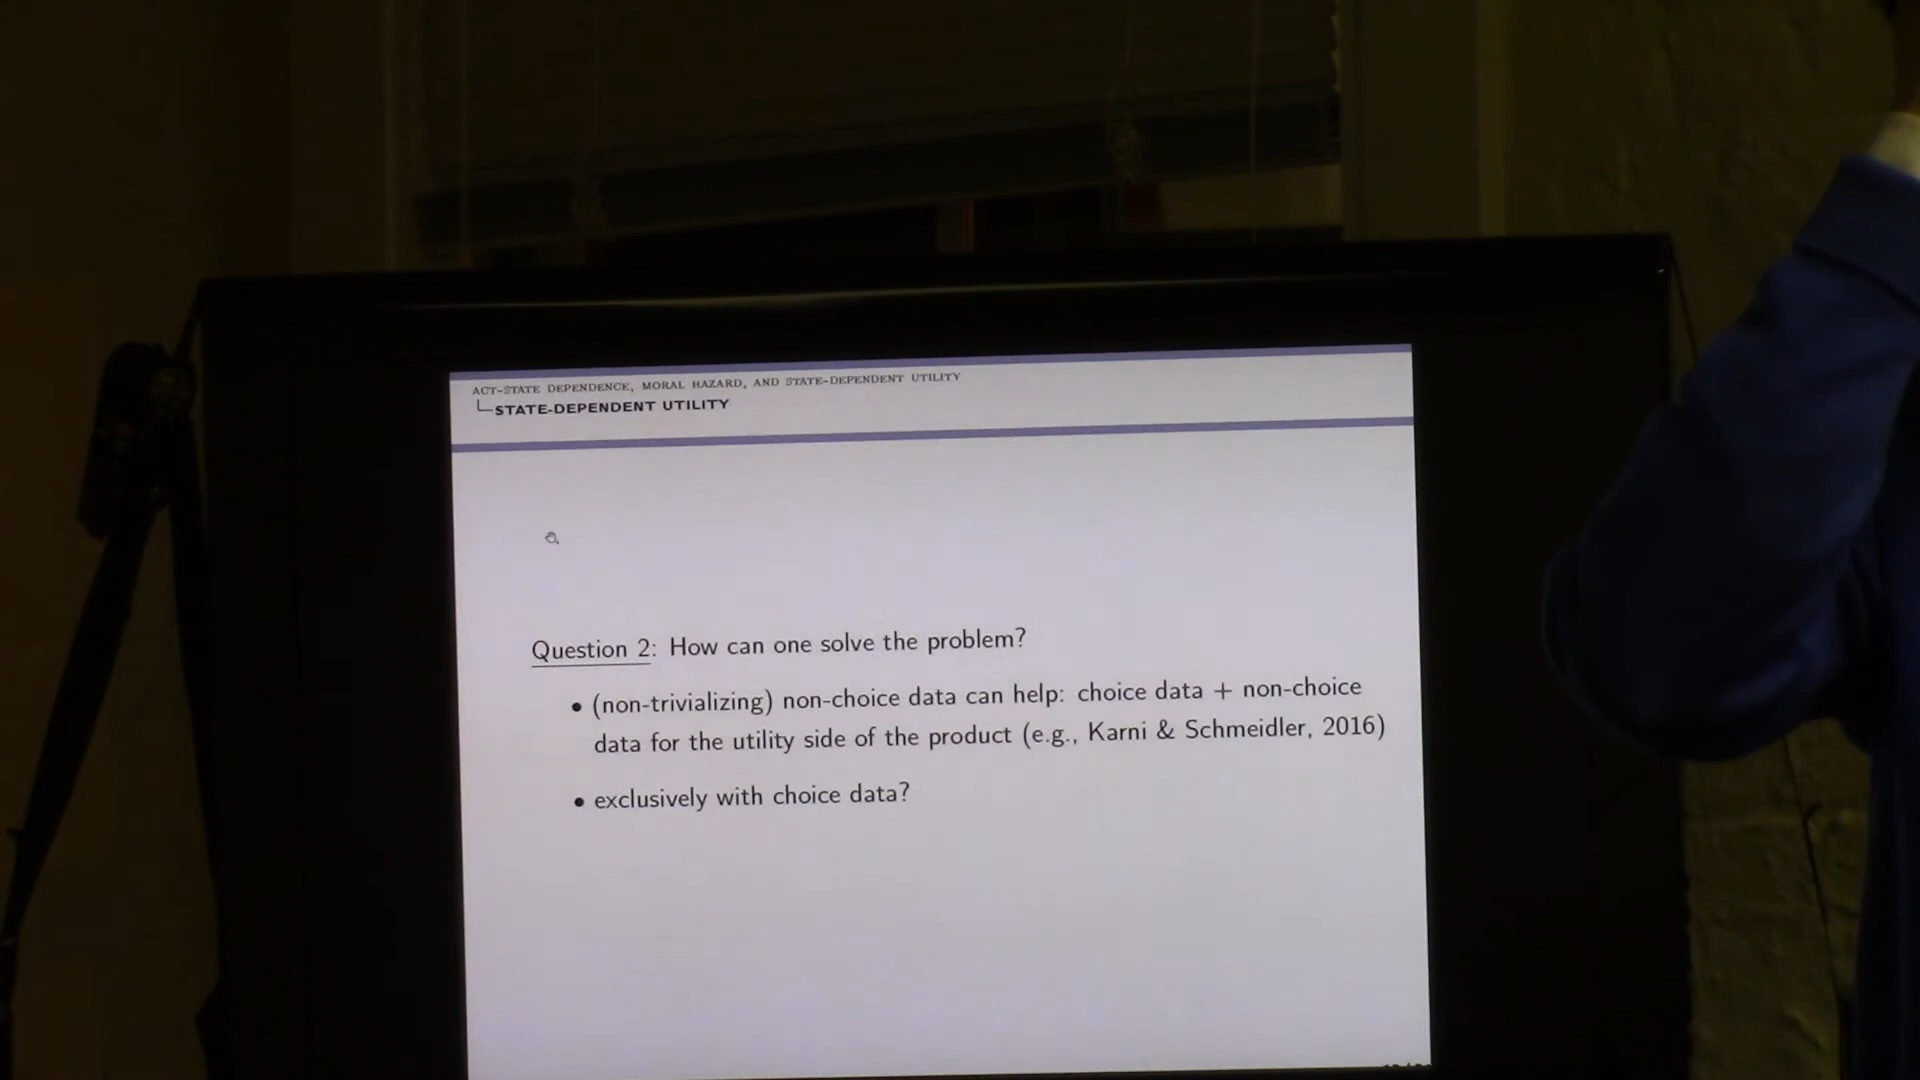 ACT-STATE DEPENDENCE, MORAL HAZARD, AND STATE-DEPENDENT UTILITY
STATE-DEPENDENT UTILITY
Question 2: How can one solve the problem?
• (non-trivializing) non-choice data can help: choice data + non-choice
data for the utility side of the product (e.g., Karni & Schmeidler, 2016)
• exclusively with choice data?